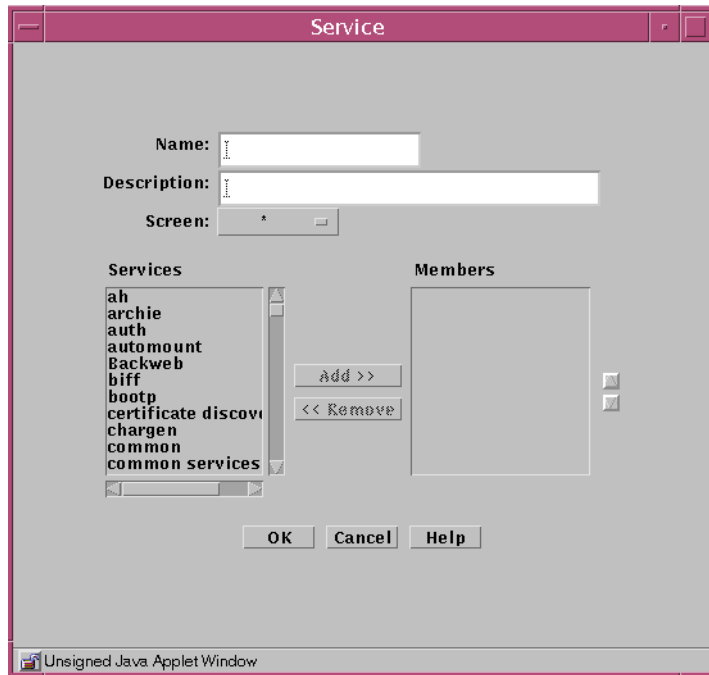 Service
Name:
Description:
Screen: *
Services
Members
ah
archie
auth
automount
Backweb
biff
bootp
certificate discov
chargen
common
common services
Add >>
<< Remove
OK Cancel Help
Unsigned Java Applet Window